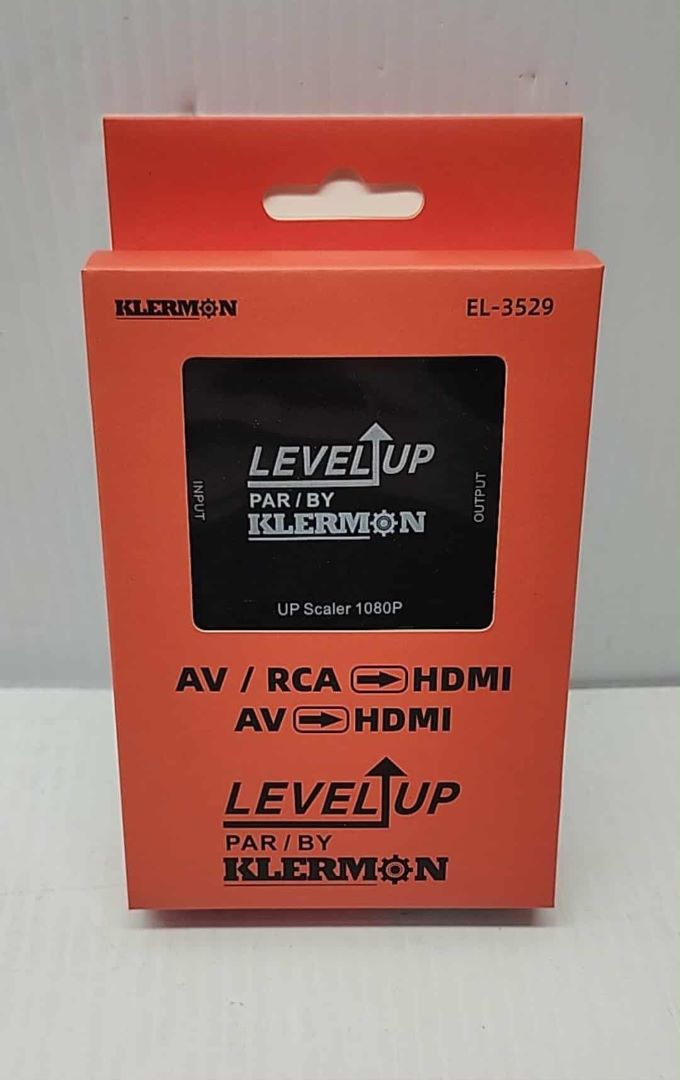 KLERMON
EL-3529
LEVEL UP
PAR / BY
KLERMON
INPUT
OUTPUT
UP Scaler 1080P
AV / RCA HDMI
AV HDMI
LEVEL UP
PAR / BY
KLERMON